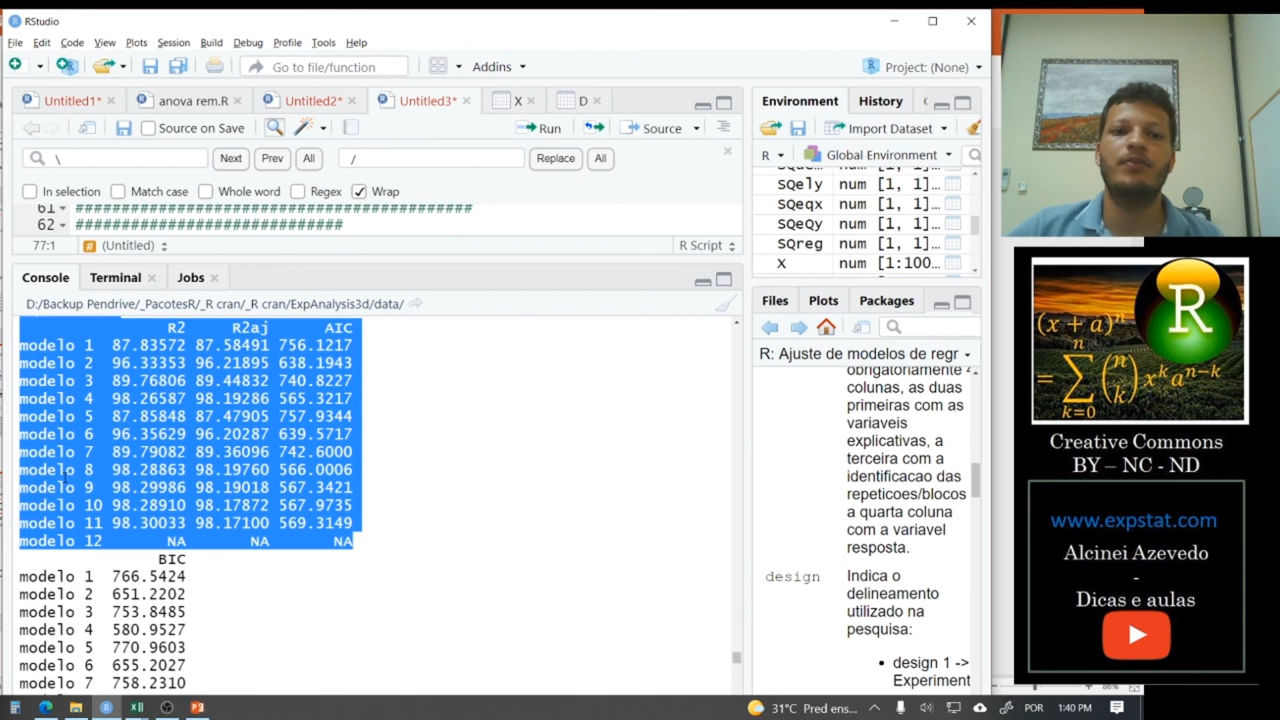 RStudio
File Edit Code View Plots Session Build Debug Profile Tools Help
Go to file/function
Addins
Project: (None)
Untitled1*
anova rem.R
Untitled2*
Untitled3*
X
D
Source on Save
Run
Source
\
Next
Prev
All
/
Replace
All
In selection
Match case
Whole word
Regex
Wrap
61 ###########################################
62 #############################
77:1
(Untitled)
R Script
Console
Terminal
Jobs
D:/Backup Pendrive/_PacotesR/_R cran/_R cran/ExpAnalysis3d/data/
R2 R2aj AIC
modelo 1 87.83572 87.58491 756.1217
modelo 2 96.33353 96.21895 638.1943
modelo 3 89.76806 89.44832 740.8227
modelo 4 98.26587 98.19286 565.3217
modelo 5 87.85848 87.47905 757.9344
modelo 6 96.35629 96.20287 639.5717
modelo 7 89.79082 89.36096 742.6000
modelo 8 98.28863 98.19760 566.0006
modelo 9 98.29986 98.19018 567.3421
modelo 10 98.28910 98.17872 567.9735
modelo 11 98.30033 98.17100 569.3149
modelo 12 NA NA NA
BIC
modelo 1 766.5424
modelo 2 651.2202
modelo 3 753.8485
modelo 4 580.9527
modelo 5 770.9603
modelo 6 655.2027
modelo 7 758.2310
Environment
History
Import Dataset
R
Global Environment
SQely num [1, 1]…
SQeqx num [1, 1]…
SQeQy num [1, 1]…
SQreg num [1, 1]…
X num [1:100…
Files
Plots
Packages
R: Ajuste de modelos de regr
obrigatoriamente 4
colunas, as duas
primeiras com as
variaveis
explicativas, a
terceira com a
identificacao das
repeticoes/blocos
a quarta coluna
com a variavel
resposta.
design
Indica o
delineamento
utilizado na
pesquisa:
• design 1 ->
Experiment
R
(x + a)^n
= ∑ n k=0 (n k) x^k a^{n−k}
Creative Commons
BY – NC - ND
www.expstat.com
Alcinei Azevedo
-
Dicas e aulas
86%
31°C Pred ens...
POR
1:40 PM